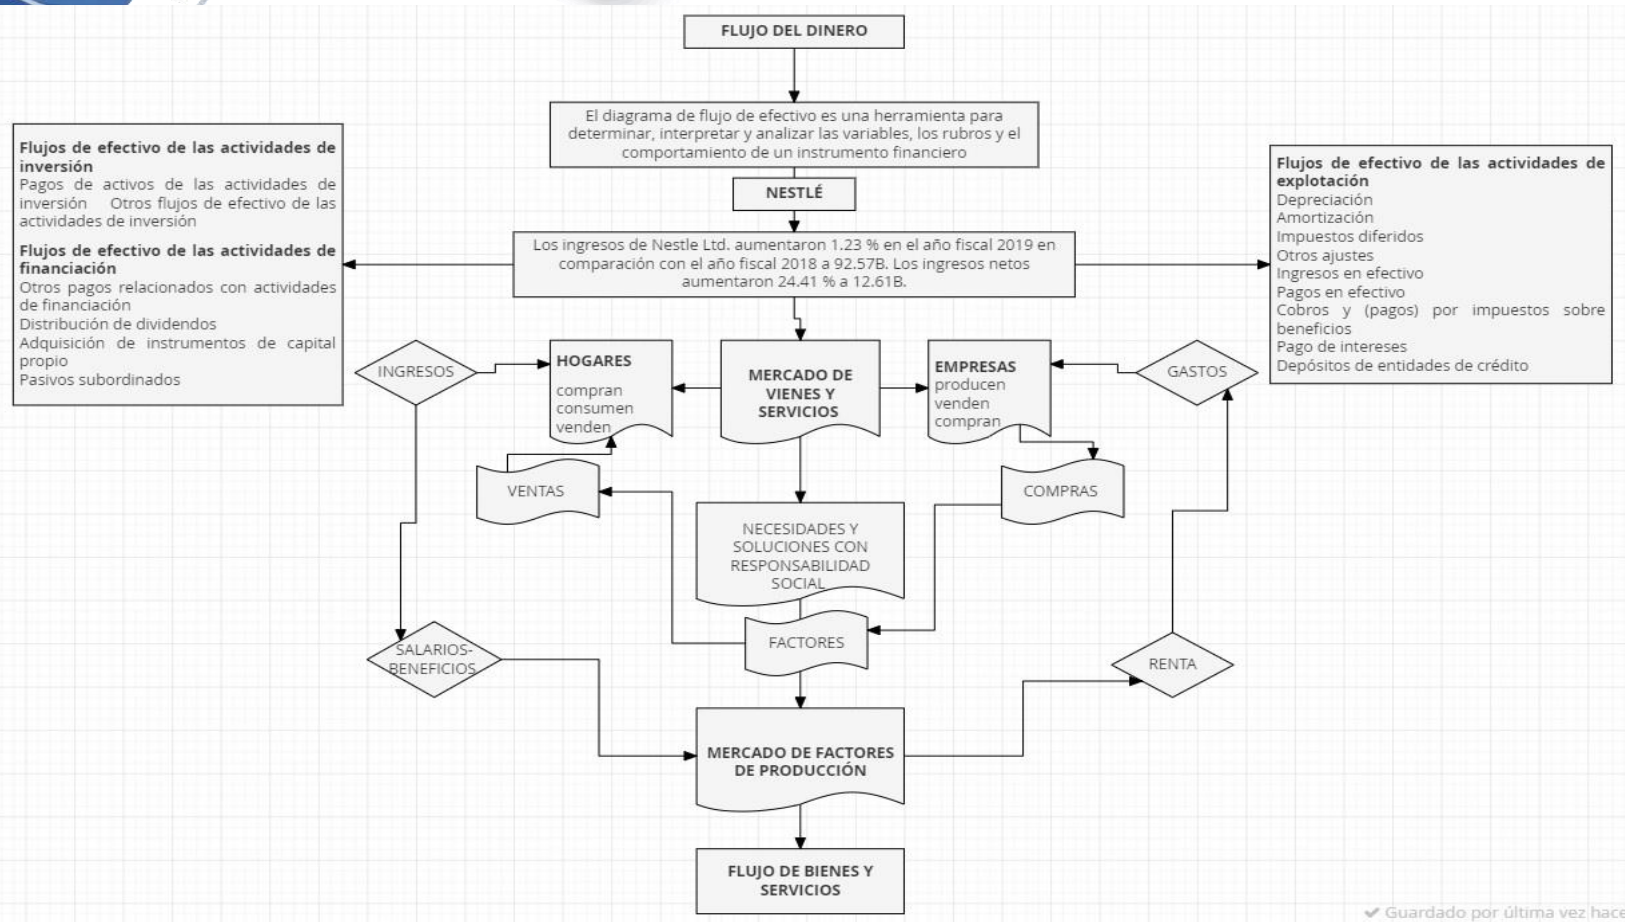 FLUJO DEL DINERO
El diagrama de flujo de efectivo es una herramienta para
determinar, interpretar y analizar las variables, los rubros y el
comportamiento de un instrumento financiero
NESTLÉ
Los ingresos de Nestle Ltd. aumentaron 1.23 % en el año fiscal 2019 en
comparación con el año fiscal 2018 a 92.57B. Los ingresos netos
aumentaron 24.41 % a 12.61B.
Flujos de efectivo de las actividades de
inversión
Pagos de activos de las actividades de
inversión Otros flujos de efectivo de las
actividades de inversión
Flujos de efectivo de las actividades de
financiación
Otros pagos relacionados con actividades
de financiación
Distribución de dividendos
Adquisición de instrumentos de capital
propio
Pasivos subordinados
Flujos de efectivo de las actividades de
explotación
Depreciación
Amortización
Impuestos diferidos
Otros ajustes
Ingresos en efectivo
Pagos en efectivo
Cobros y (pagos) por impuestos sobre
beneficios
Pago de intereses
Depósitos de entidades de crédito
INGRESOS
HOGARES
compran
consumen
venden
MERCADO DE
VIENES Y
SERVICIOS
EMPRESAS
producen
venden
compran
GASTOS
VENTAS
COMPRAS
NECESIDADES Y
SOLUCIONES CON
RESPONSABILIDAD
SOCIAL
FACTORES
SALARIOS-
BENEFICIOS
RENTA
MERCADO DE FACTORES
DE PRODUCCIÓN
FLUJO DE BIENES Y
SERVICIOS
Guardado por última vez hace